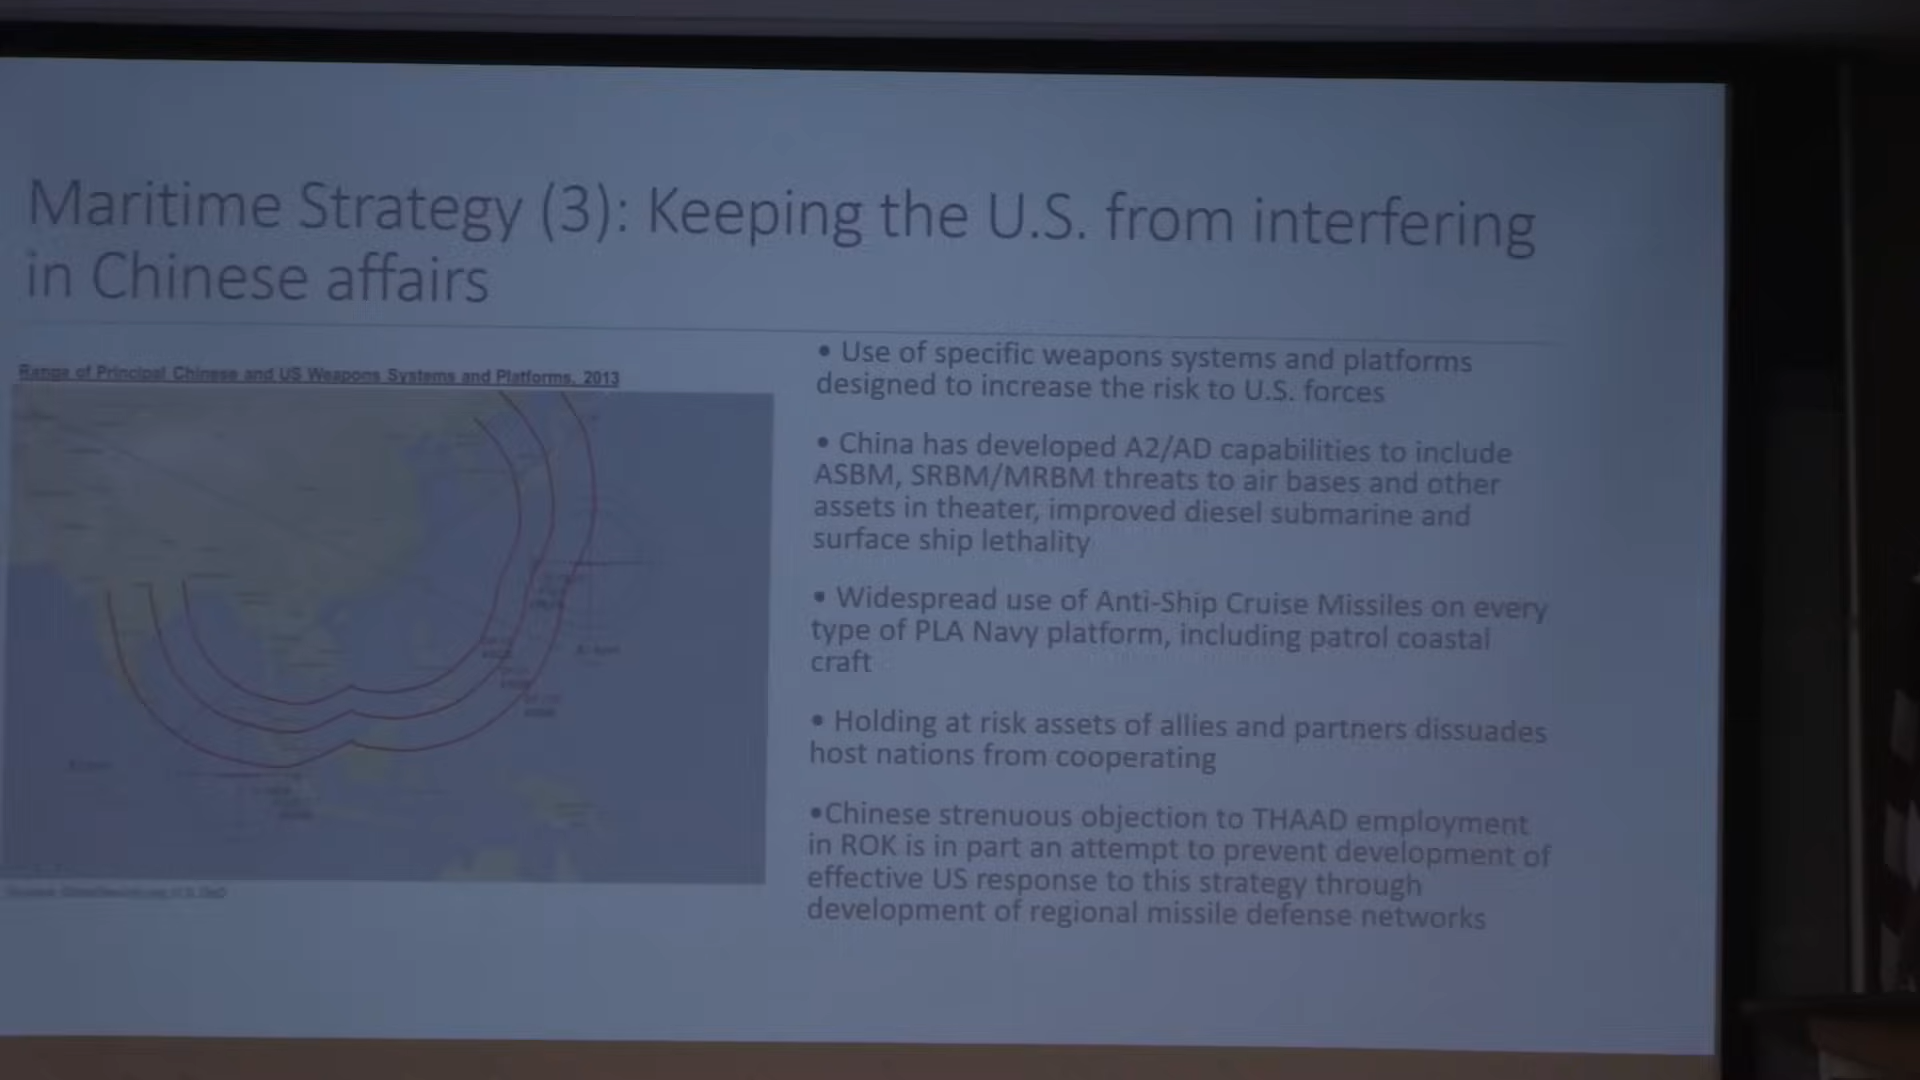 Maritime Strategy (3): Keeping the U.S. from interfering
in Chinese affairs
Range of Principal Chinese and US Weapons Systems and Platforms, 2013
• Use of specific weapons systems and platforms
designed to increase the risk to U.S. forces
• China has developed A2/AD capabilities to include
ASBM, SRBM/MRBM threats to air bases and other
assets in theater, improved diesel submarine and
surface ship lethality
• Widespread use of Anti-Ship Cruise Missiles on every
type of PLA Navy platform, including patrol coastal
craft
• Holding at risk assets of allies and partners dissuades
host nations from cooperating
•Chinese strenuous objection to THAAD employment
in ROK is in part an attempt to prevent development of
effective US response to this strategy through
development of regional missile defense networks